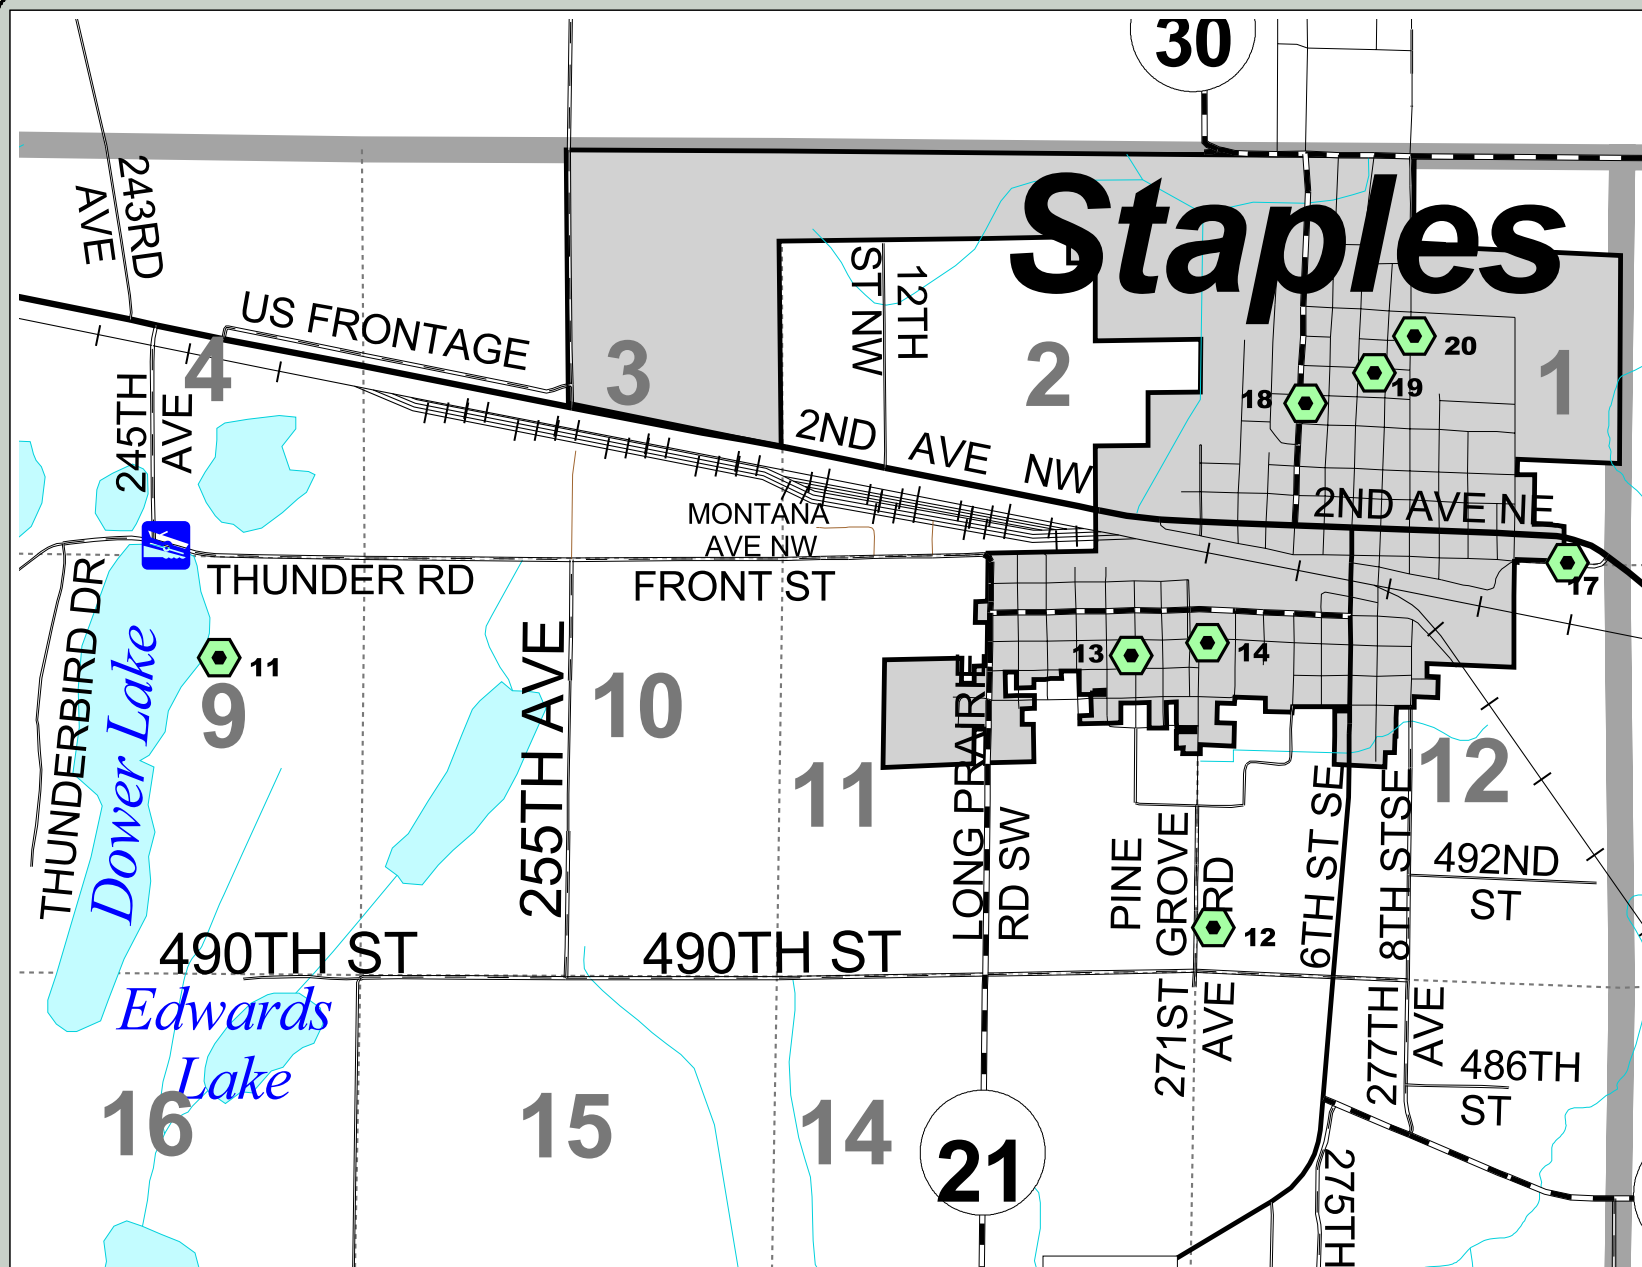 30
243RD
AVE
Staples
US FRONTAGE
12TH
ST NW
4
3
2
1
20
19
18
245TH
AVE
2ND AVE NW
2ND AVE NE
MONTANA
AVE NW
THUNDER RD
FRONT ST
17
THUNDERBIRD DR
Dower Lake
11
9
255TH AVE
10
11
13
14
LONG PRAIRIE
RD SW
12
PINE
GROVE
RD
6TH ST SE
8TH STSE
492ND
ST
12
490TH ST
490TH ST
Edwards
Lake
271ST
AVE
277TH
AVE
486TH
ST
16
15
14
21
275TH